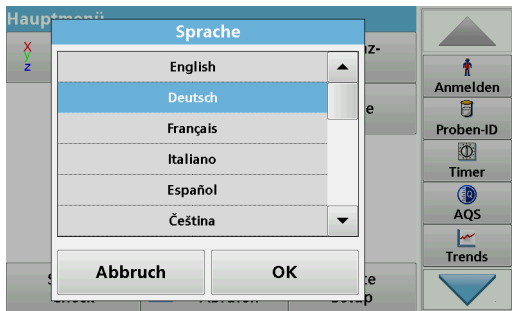 Hauptmenü
Sprache
X
y
z
English
Deutsch
Français
Italiano
Español
Čeština
Abbruch
OK
Anmelden
Proben-ID
Timer
AQS
Trends